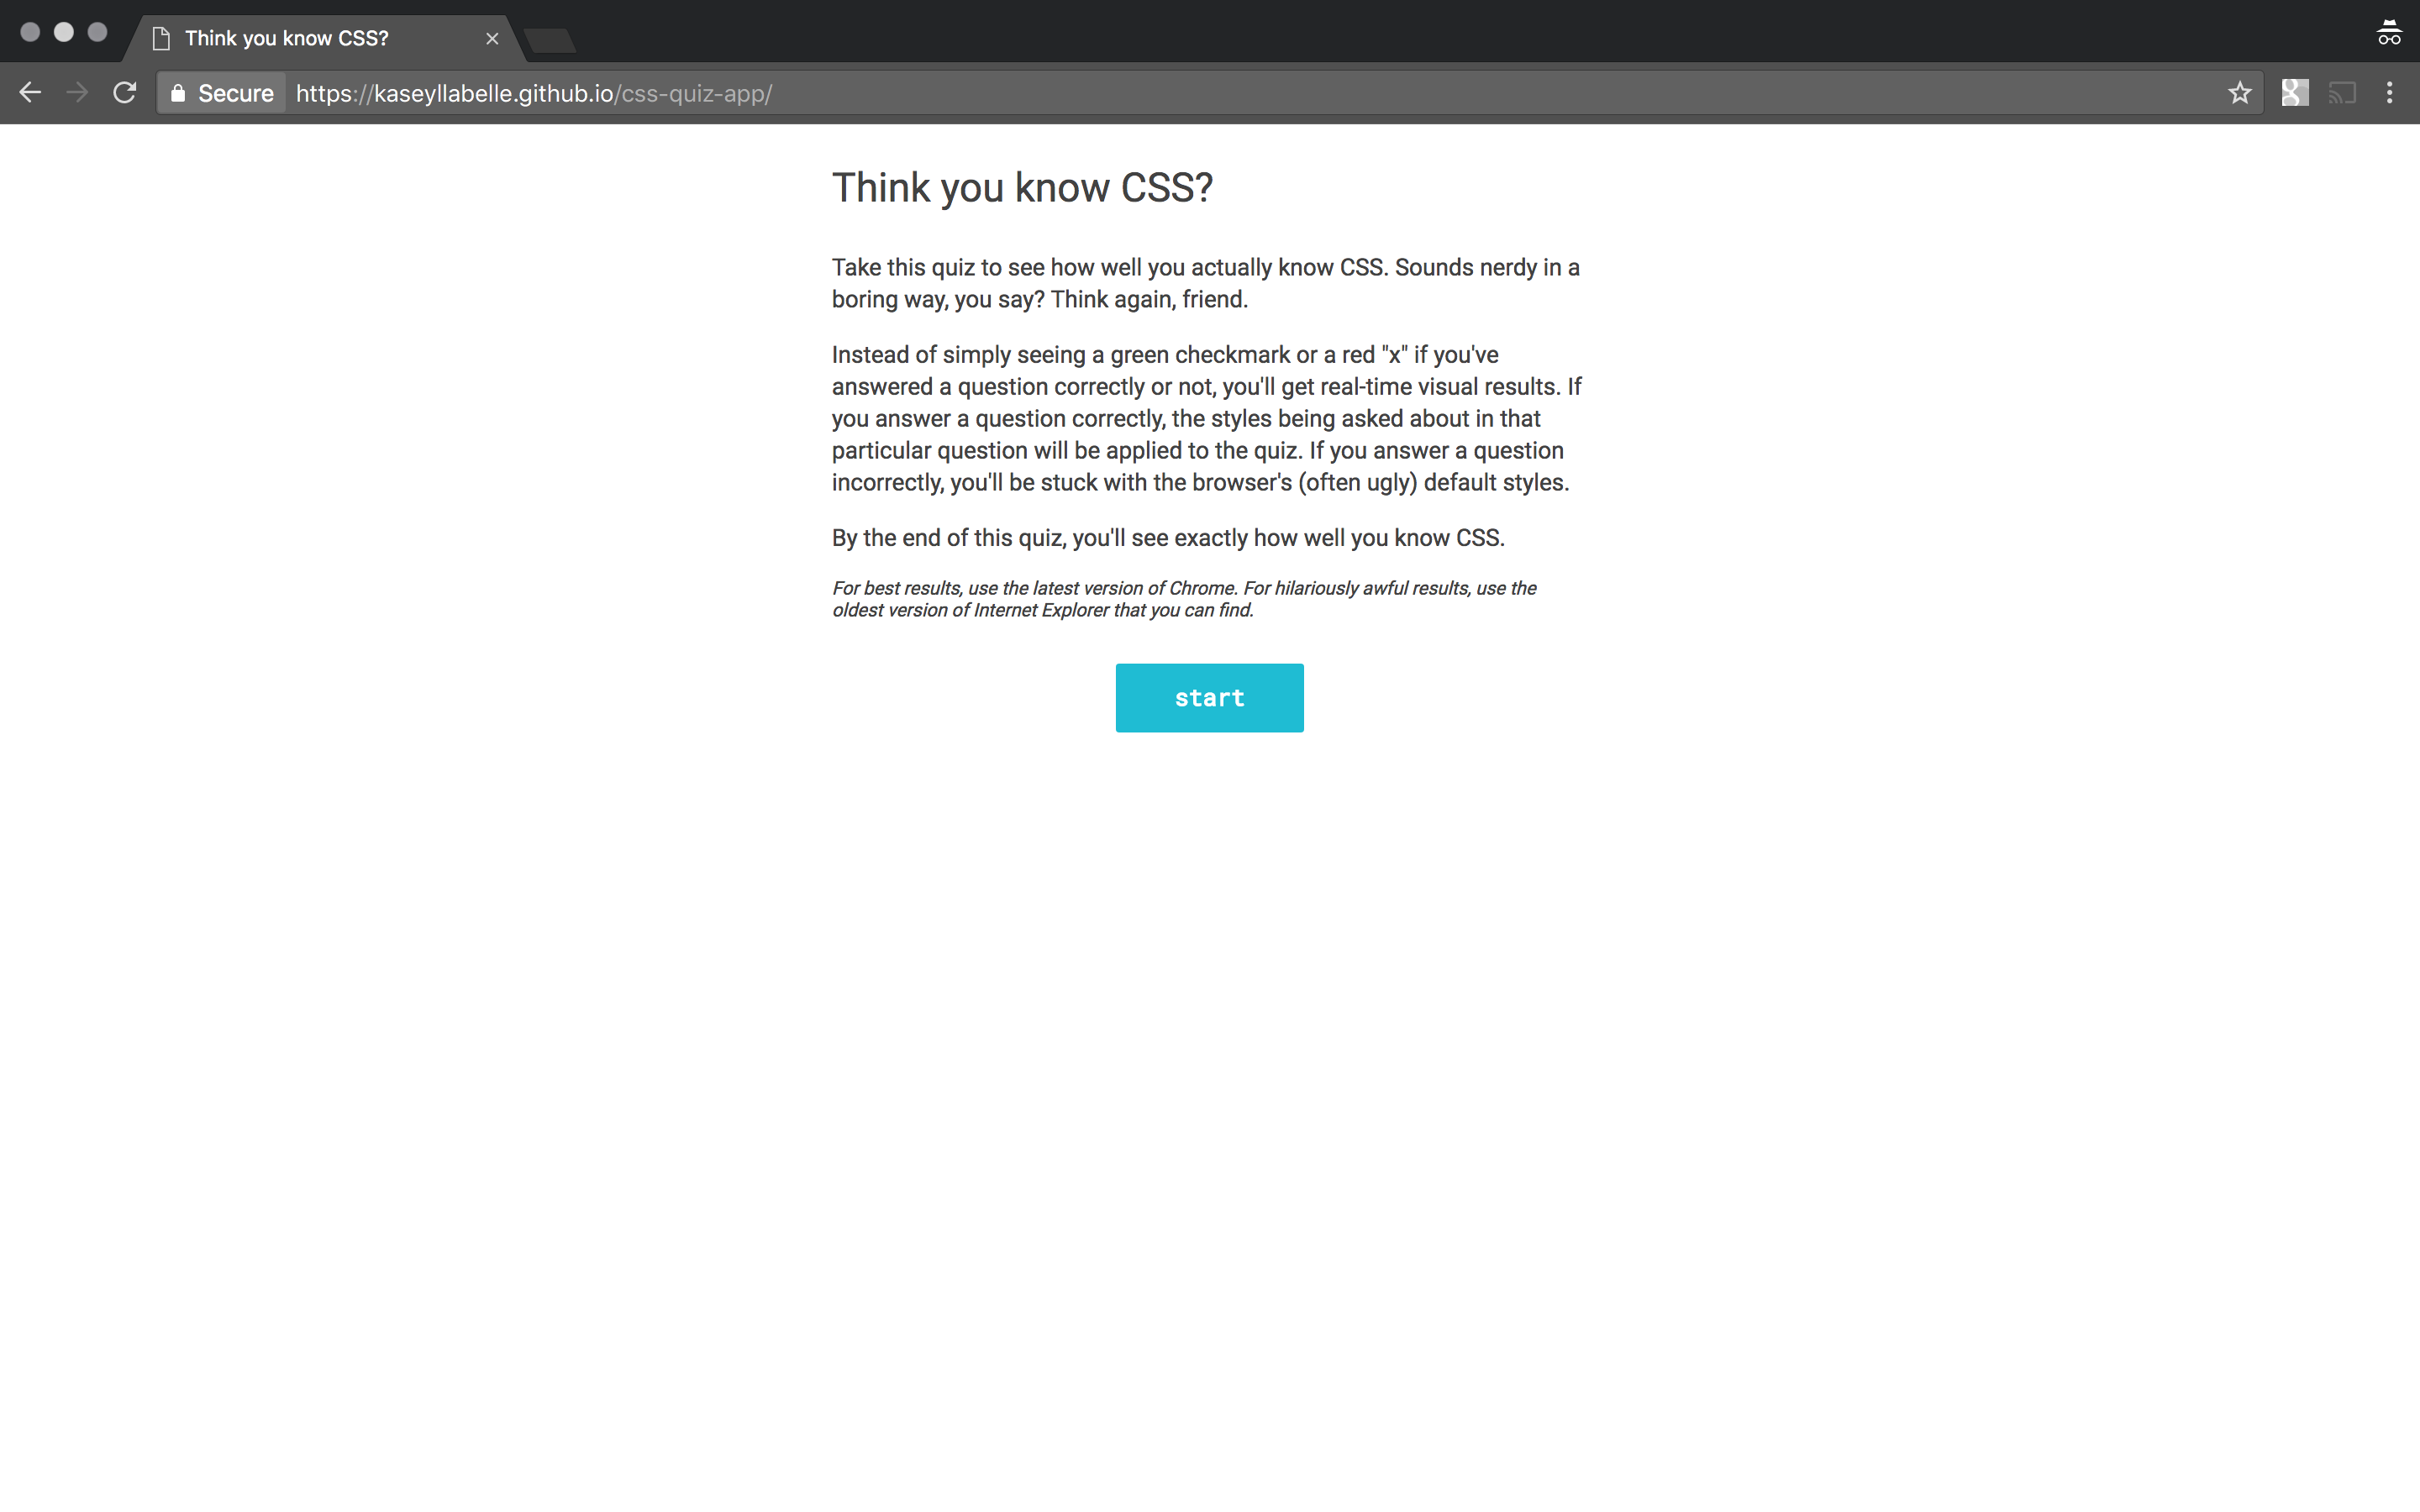 Think you know CSS?
Secure https://kaseyllabelle.github.io/css-quiz-app/
Think you know CSS?
Take this quiz to see how well you actually know CSS. Sounds nerdy in a
boring way, you say? Think again, friend.
Instead of simply seeing a green checkmark or a red "x" if you've
answered a question correctly or not, you'll get real-time visual results. If
you answer a question correctly, the styles being asked about in that
particular question will be applied to the quiz. If you answer a question
incorrectly, you'll be stuck with the browser's (often ugly) default styles.
By the end of this quiz, you'll see exactly how well you know CSS.
For best results, use the latest version of Chrome. For hilariously awful results, use the
oldest version of Internet Explorer that you can find.
start